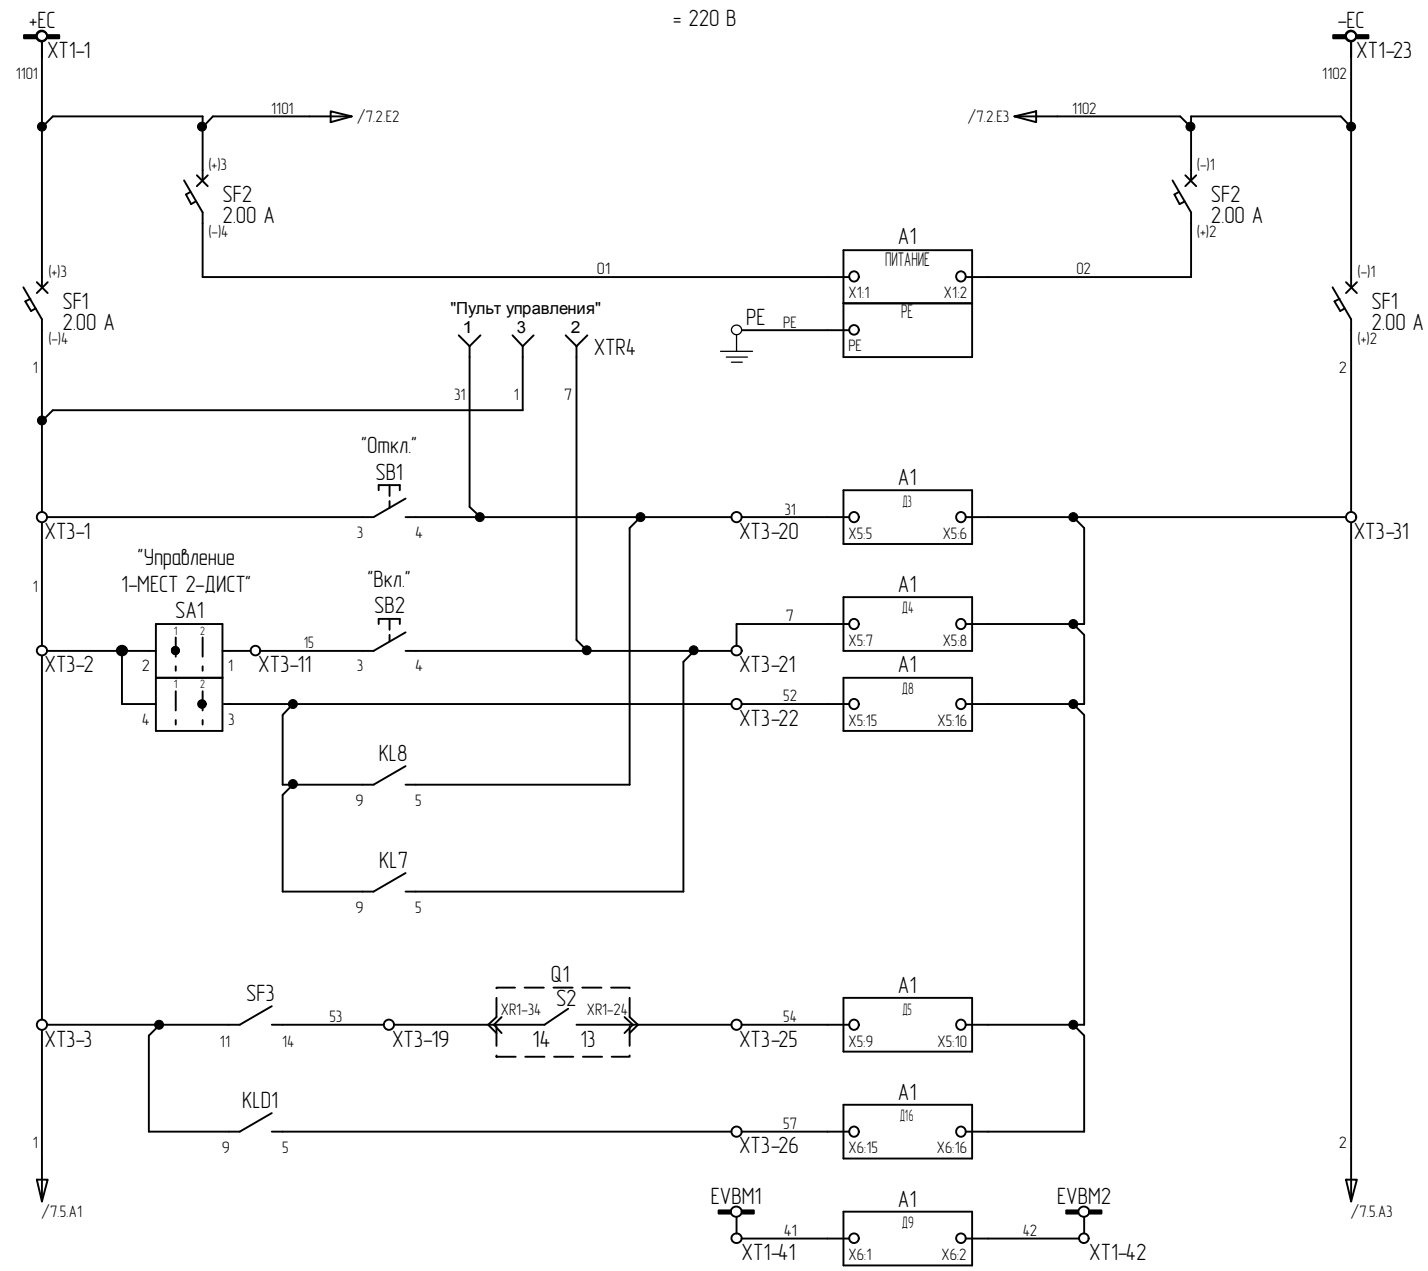 +EC
= 220 В
-EC
XT1-1
XT1-23
1101
1102
1101
/7.2.E2
/7.2.E3
1102
(+)3
SF2
2.00 А
(-)4
(-)1
SF2
2.00 А
(+)2
А1
ПИТАНИЕ
01
02
X1:1
X1:2
PE
PE
PE
PE
(+)3
SF1
2.00 А
(-)4
(-)1
SF1
2.00 А
(+)2
"Пульт управления"
1
3
2
XTR4
1
2
31
1
7
"Откл."
SB1
3
4
XT3-1
31
XT3-20
А1
Д3
X5:5
X5:6
XT3-31
"Управление
1-МЕСТ 2-ДИСТ"
SA1
1
1
2
2
1
1
2
4
3
XT3-2
15
XT3-11
"Вкл."
SB2
3
4
7
XT3-21
А1
Д4
X5:7
X5:8
52
XT3-22
А1
Д8
X5:15
X5:16
KL8
9
5
KL7
9
5
XT3-3
SF3
11
14
53
XT3-19
Q1
XR1-34
S2
XR1-24
14
13
54
XT3-25
А1
Д5
X5:9
X5:10
KLD1
9
5
57
XT3-26
А1
Д16
X6:15
X6:16
1
2
/7.5.A1
/7.5.A3
EVBM1
EVBM2
41
XT1-41
А1
Д9
X6:1
X6:2
42
XT1-42